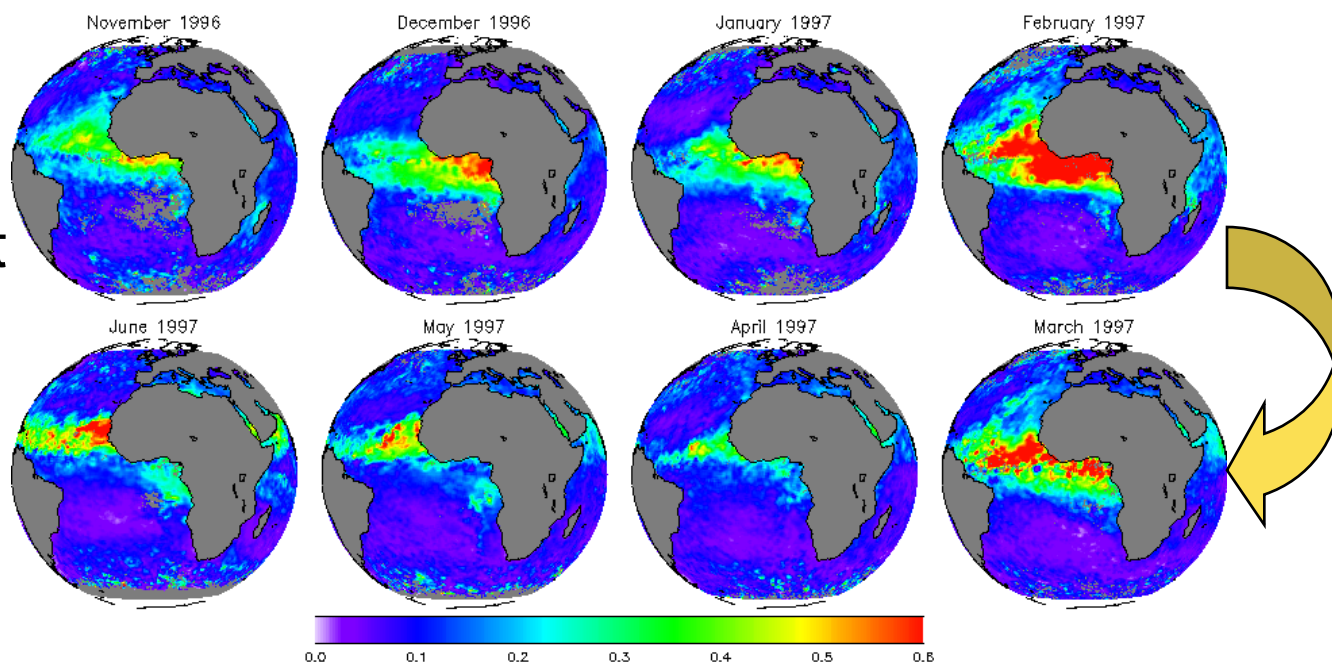 November 1996
December 1996
January 1997
February 1997
t
June 1997
May 1997
April 1997
March 1997
0.0 0.1 0.2 0.3 0.4 0.5 0.6